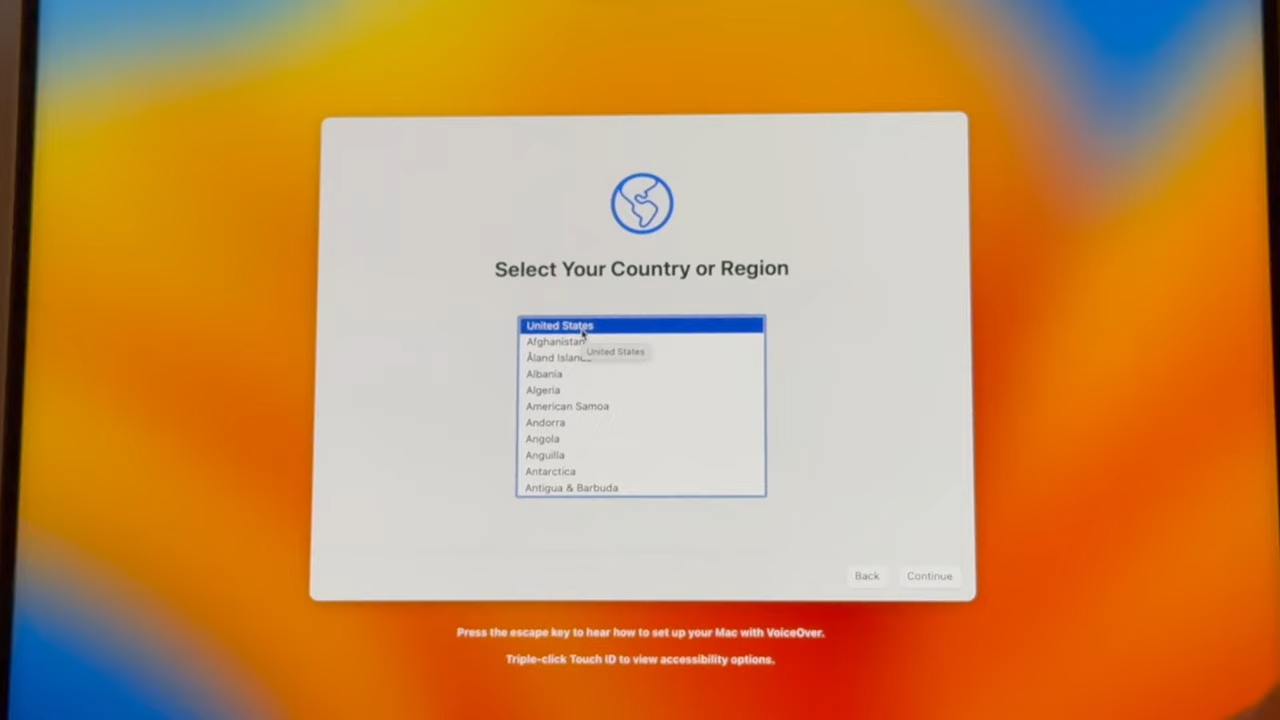 Select Your Country or Region
United States
Afghanistan
United States
Åland
Albania
Algeria
American Samoa
Andorra
Angola
Anguilla
Antarctica
Antigua & Barbuda
Back
Continue
Press the escape key to hear how to set up your Mac with VoiceOver.
Triple-click Touch ID to view accessibility options.